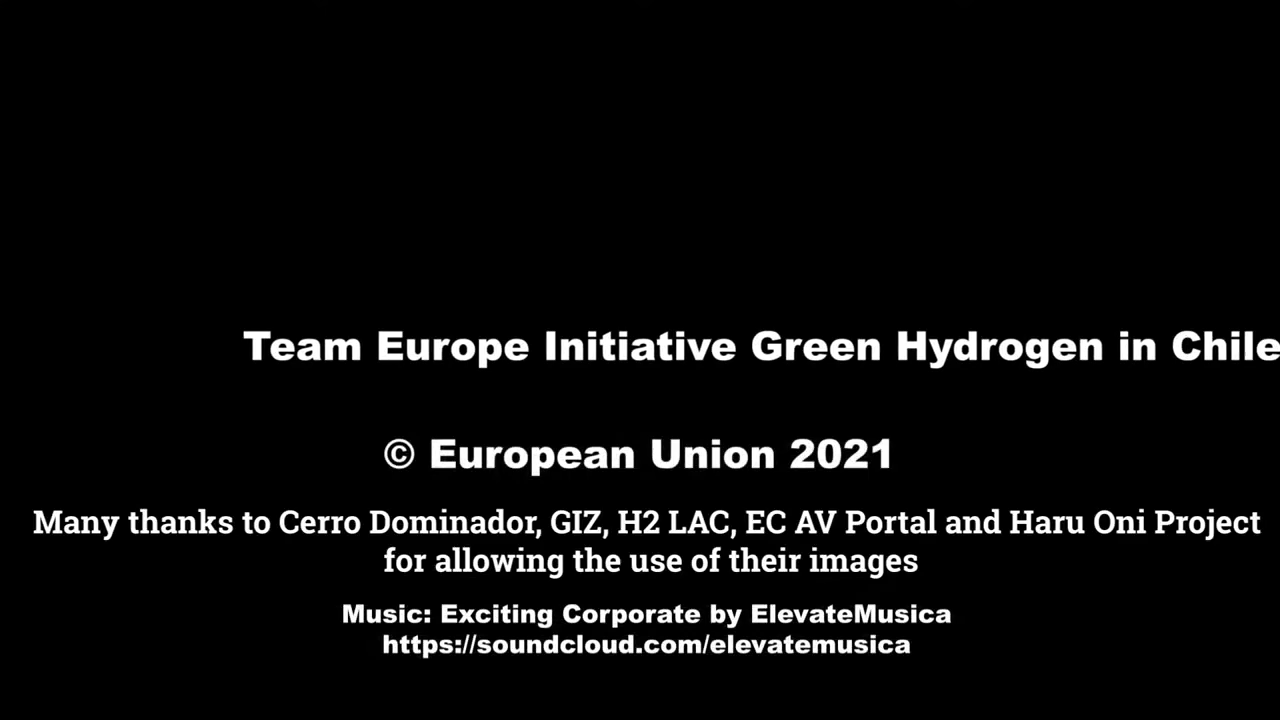 Team Europe Initiative Green Hydrogen in Chile
© European Union 2021
Many thanks to Cerro Dominador, GIZ, H2 LAC, EC AV Portal and Haru Oni Project
for allowing the use of their images
Music: Exciting Corporate by ElevateMusica
https://soundcloud.com/elevatemusica